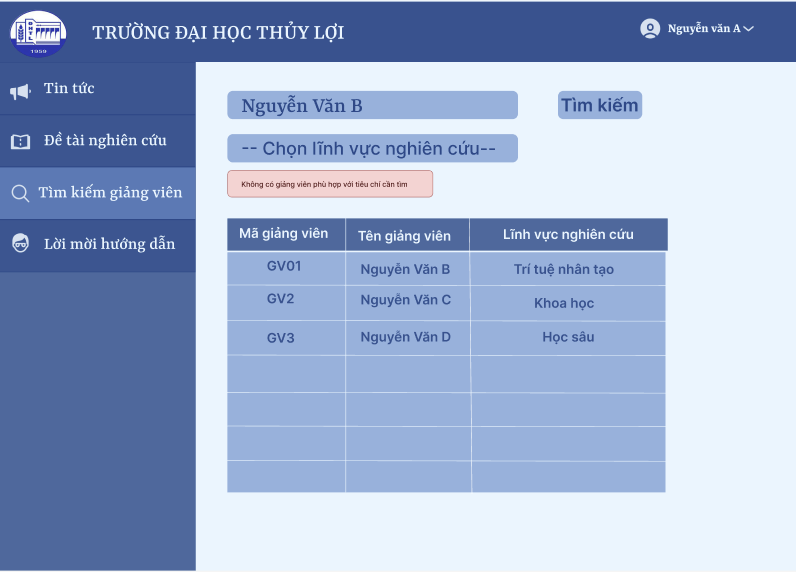 TRƯỜNG ĐẠI HỌC THỦY LỢI
Nguyễn văn A
1959
Tin tức
Đề tài nghiên cứu
Tìm kiếm giảng viên
Lời mời hướng dẫn
Nguyễn Văn B
Tìm kiếm
-- Chọn lĩnh vực nghiên cứu--
Không có giảng viên phù hợp với tiêu chí cần tìm
Mã giảng viên Tên giảng viên Lĩnh vực nghiên cứu
GV01 Nguyễn Văn B Trí tuệ nhân tạo
GV2 Nguyễn Văn C Khoa học
GV3 Nguyễn Văn D Học sâu